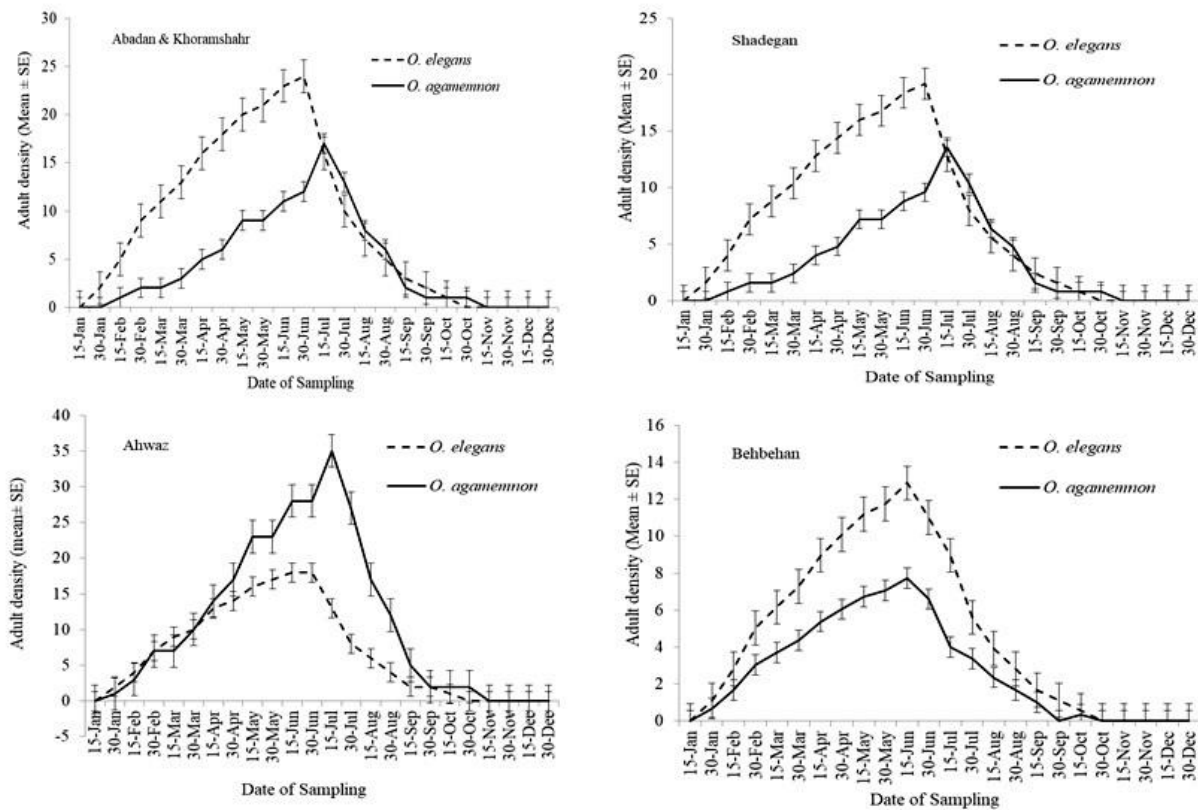 Abadan & Khoramshahr
O. elegans
O. agamemnon
Adult density (Mean ± SE)
30
25
20
15
10
5
0
15-Jan
30-Jan
15-Feb
30-Feb
15-Mar
30-Mar
15-Apr
30-Apr
15-May
30-May
15-Jun
30-Jun
15-Jul
30-Jul
15-Aug
30-Aug
15-Sep
30-Sep
15-Oct
30-Oct
15-Nov
30-Nov
15-Dec
30-Dec
Date of Sampling
Shadegan
O. elegans
O. agamemnon
Adult density (Mean ± SE)
25
20
15
10
5
0
15-Jan
30-Jan
15-Feb
30-Feb
15-Mar
30-Mar
15-Apr
30-Apr
15-May
30-May
15-Jun
30-Jun
15-Jul
30-Jul
15-Aug
30-Aug
15-Sep
30-Sep
15-Oct
30-Oct
15-Nov
30-Nov
15-Dec
30-Dec
Date of Sampling
Ahwaz
O. elegans
O. agamemnon
Adult density (mean± SE)
40
35
30
25
20
15
10
5
0
-5
15-Jan
30-Jan
15-Feb
30-Feb
15-Mar
30-Mar
15-Apr
30-Apr
15-May
30-May
15-Jun
30-Jun
15-Jul
30-Jul
15-Aug
30-Aug
15-Sep
30-Sep
15-Oct
30-Oct
15-Nov
30-Nov
15-Dec
30-Dec
Date of Sampling
Behbehan
O. elegans
O. agamemnon
Adult density (Mean ± SE)
16
14
12
10
8
6
4
2
0
15-Jan
30-Jan
15-Feb
30-Feb
15-Mar
30-Mar
15-Apr
30-Apr
15-May
30-May
15-Jun
30-Jun
15-Jul
30-Jul
15-Aug
30-Aug
15-Sep
30-Sep
15-Oct
30-Oct
15-Nov
30-Nov
15-Dec
30-Dec
Date of Sampling